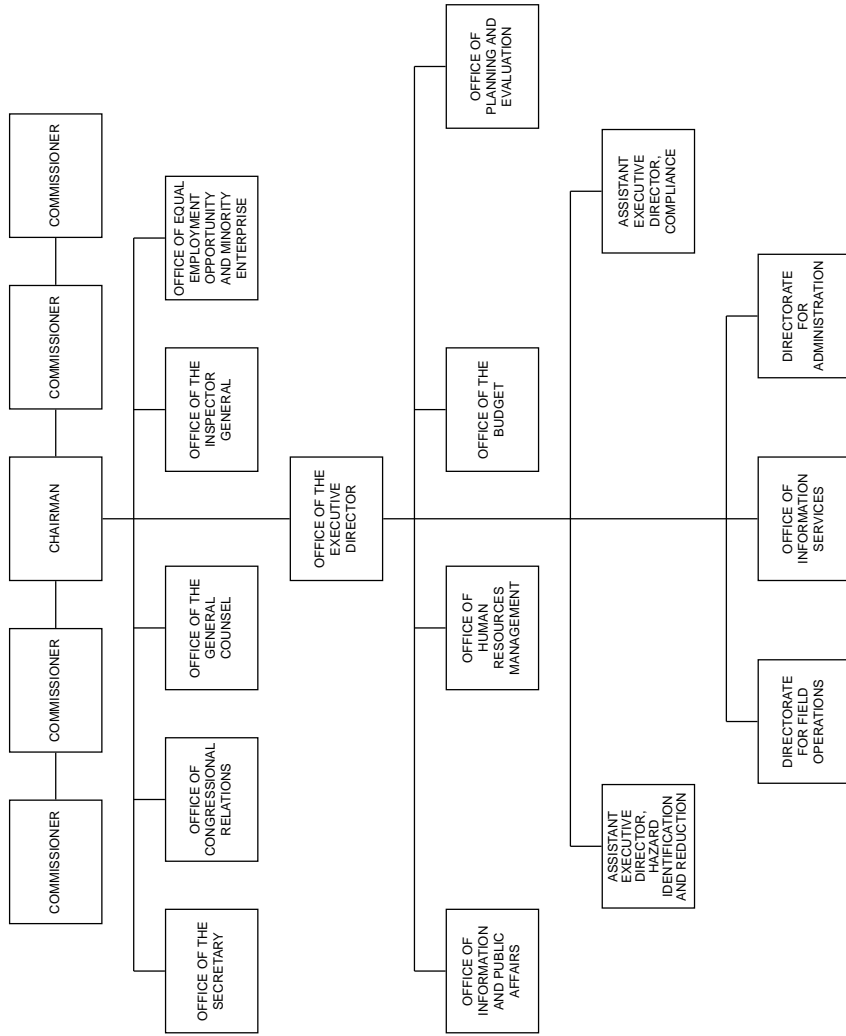 COMMISSIONER
COMMISSIONER
CHAIRMAN
COMMISSIONER
COMMISSIONER
OFFICE OF THE
SECRETARY
OFFICE OF
CONGRESSIONAL
RELATIONS
OFFICE OF THE
GENERAL
COUNSEL
OFFICE OF THE
INSPECTOR
GENERAL
OFFICE OF EQUAL
EMPLOYMENT
OPPORTUNITY
AND MINORITY
ENTERPRISE
OFFICE OF THE
EXECUTIVE
DIRECTOR
OFFICE OF
INFORMATION
AND PUBLIC
AFFAIRS
OFFICE OF
HUMAN
RESOURCES
MANAGEMENT
OFFICE OF THE
BUDGET
OFFICE OF
PLANNING AND
EVALUATION
ASSISTANT
EXECUTIVE
DIRECTOR,
HAZARD
IDENTIFICATION
AND REDUCTION
ASSISTANT
EXECUTIVE
DIRECTOR,
COMPLIANCE
DIRECTORATE
FOR FIELD
OPERATIONS
OFFICE OF
INFORMATION
SERVICES
DIRECTORATE
FOR
ADMINISTRATION